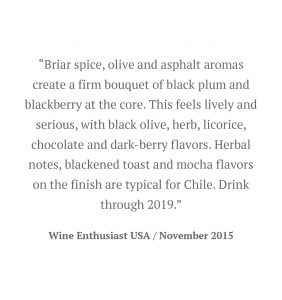 “Briar spice, olive and asphalt aromas
create a firm bouquet of black plum and
blackberry at the core. This feels lively and
serious, with black olive, herb, licorice,
chocolate and dark-berry flavors. Herbal
notes, blackened toast and mocha flavors
on the finish are typical for Chile. Drink
through 2019.”
Wine Enthusiast USA / November 2015